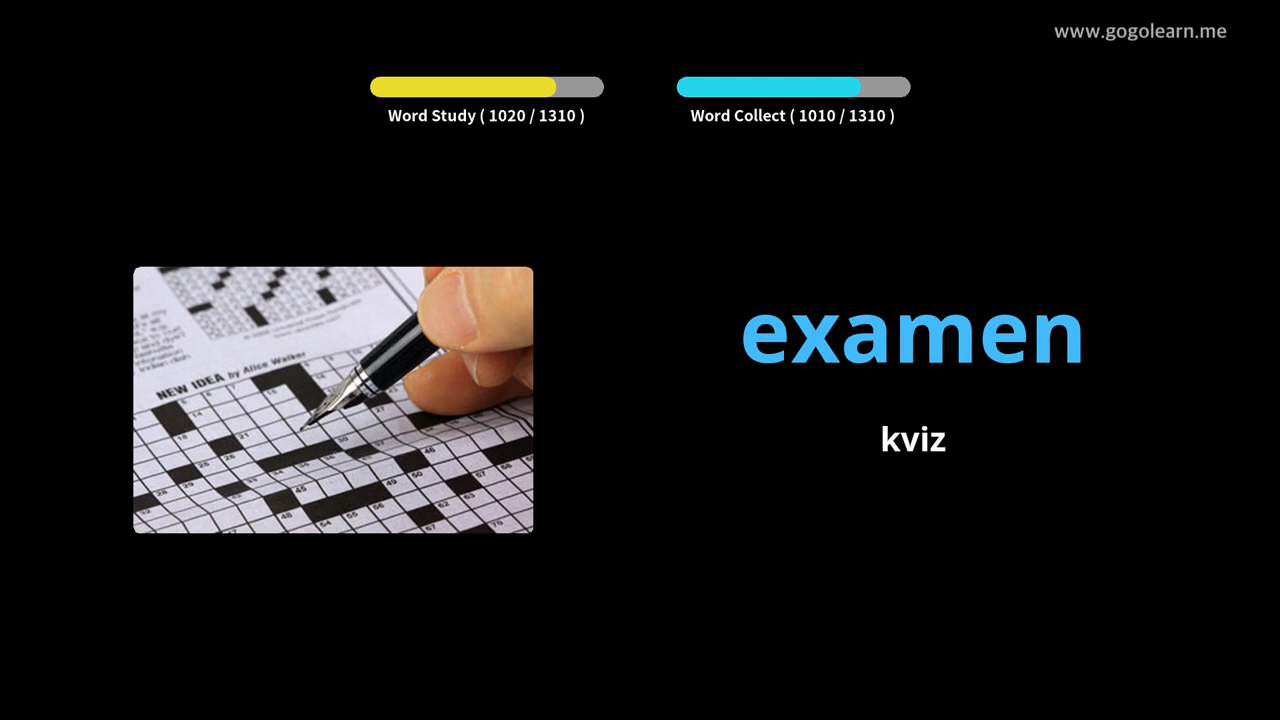 www.gogolearn.me
Word Study ( 1020 / 1310 )
Word Collect ( 1010 / 1310 )
NEW IDEA by Alice Walker
examen
kviz